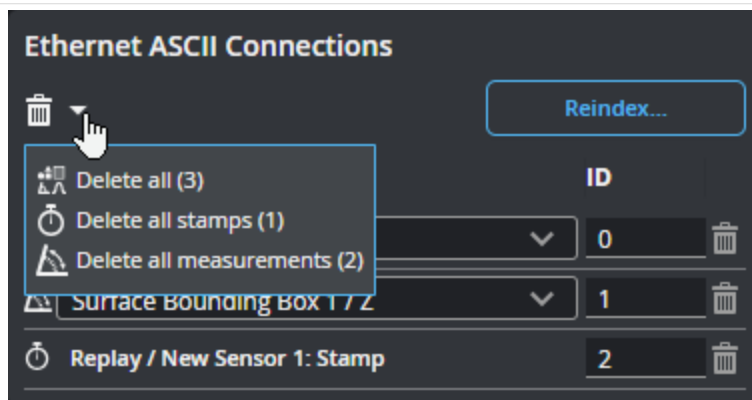 Ethernet ASCII Connections
Reindex...
Delete all (3)
ID
Delete all stamps (1)
0
Delete all measurements (2)
Surface Bounding Box 1 / Z
1
Replay / New Sensor 1: Stamp
2